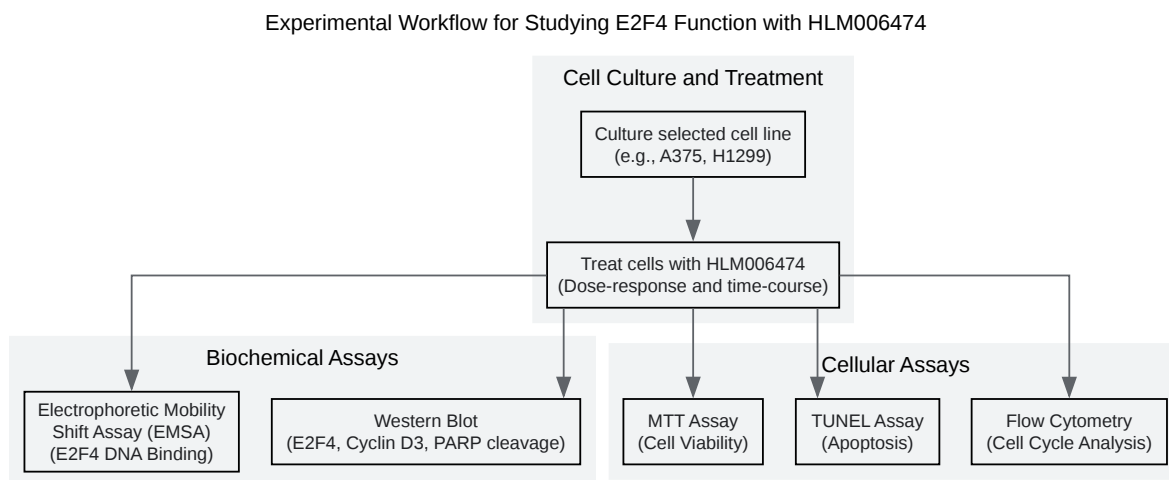 Experimental Workflow for Studying E2F4 Function with HLM006474
Cell Culture and Treatment
Culture selected cell line
(e.g., A375, H1299)
Treat cells with HLM006474
(Dose-response and time-course)
Biochemical Assays
Electrophoretic Mobility
Shift Assay (EMSA)
(E2F4 DNA Binding)
Western Blot
(E2F4, Cyclin D3, PARP cleavage)
Cellular Assays
MTT Assay
(Cell Viability)
TUNEL Assay
(Apoptosis)
Flow Cytometry
(Cell Cycle Analysis)